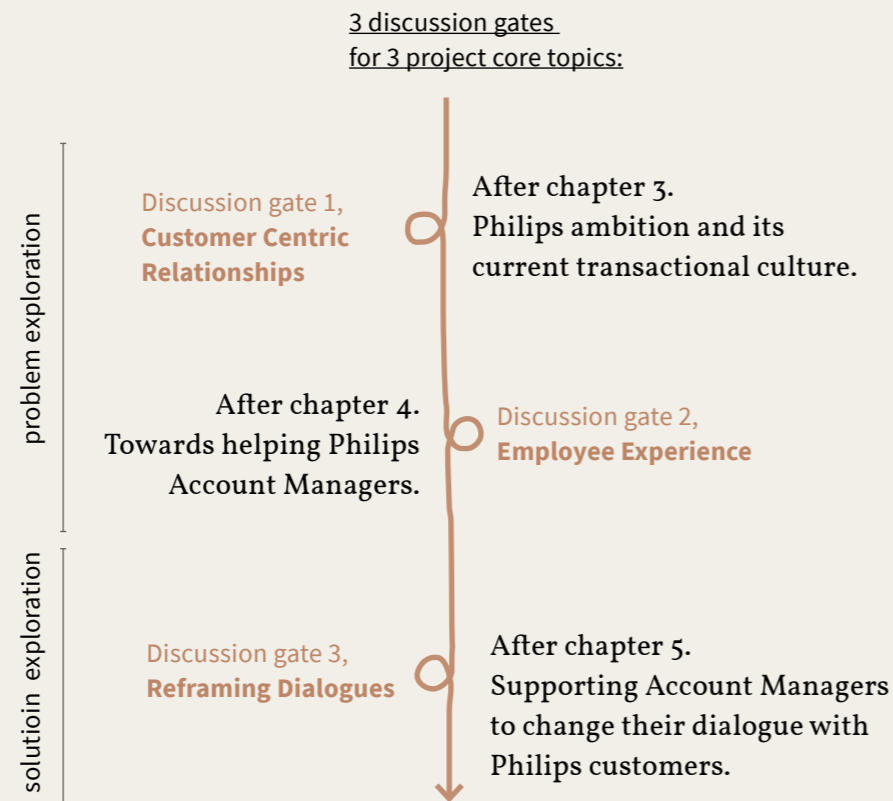 3 discussion gates
for 3 project core topics:
problem exploration
Discussion gate 1,
Customer Centric
Relationships
After chapter 3.
Philips ambition and its
current transactional culture.
After chapter 4.
Towards helping Philips
Account Managers.
Discussion gate 2,
Employee Experience
solutioin exploration
Discussion gate 3,
Reframing Dialogues
After chapter 5.
Supporting Account Managers
to change their dialogue with
Philips customers.